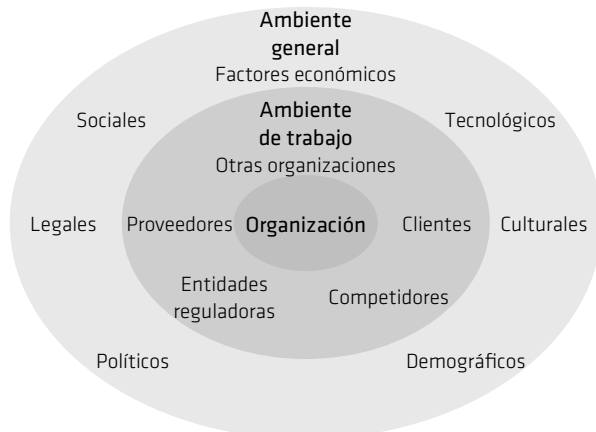 Ambiente
general
Factores económicos
Sociales
Tecnológicos
Ambiente
de trabajo
Otras organizaciones
Legales
Proveedores
Organización
Clientes
Culturales
Entidades
reguladoras
Competidores
Políticos
Demográficos